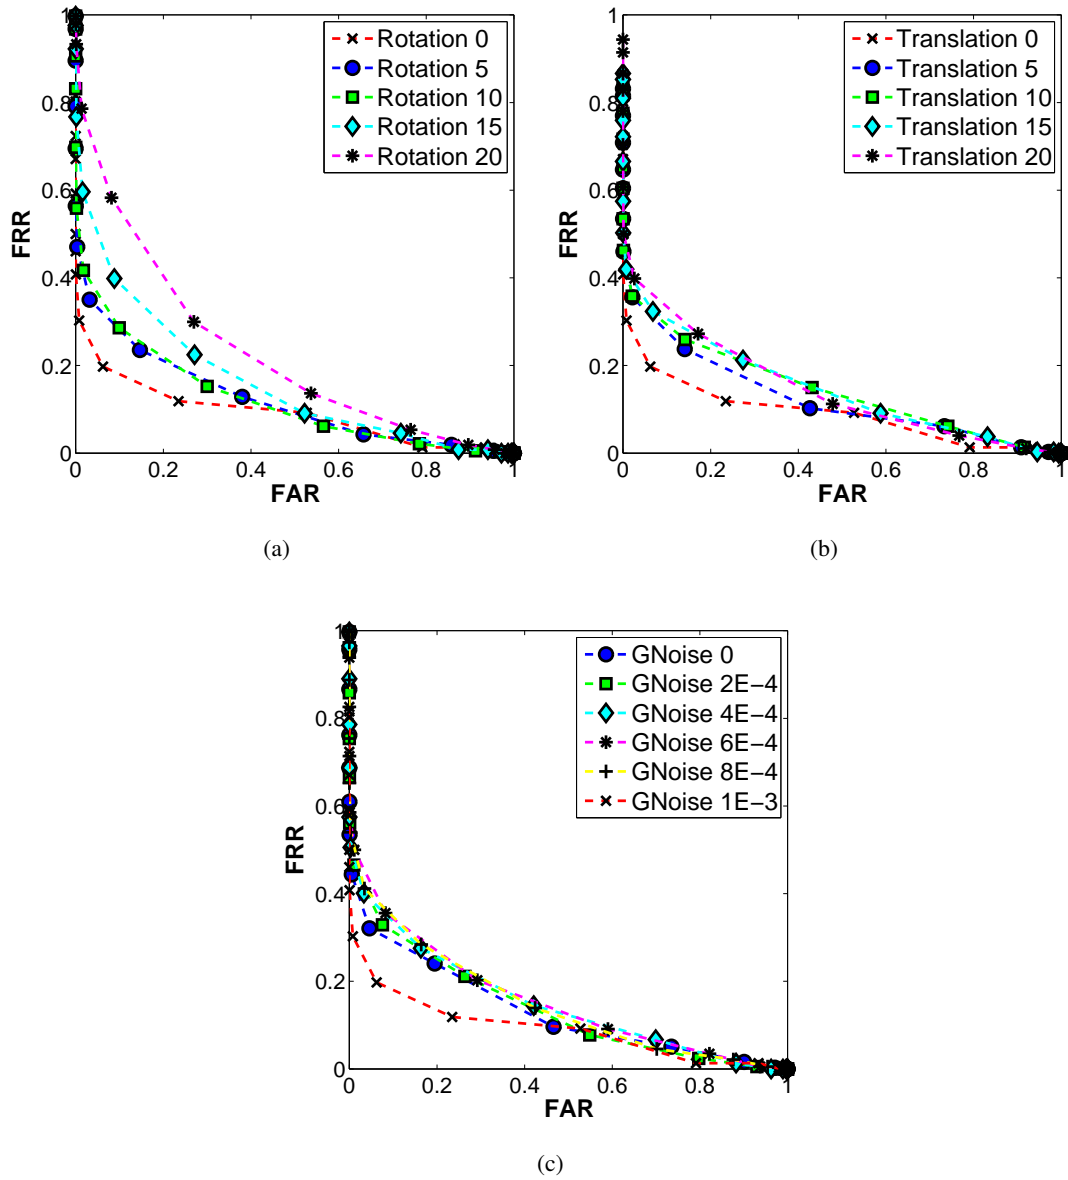 1
0.8
0.6
0.4
0.2
0
0
0.2
0.4
0.6
0.8
1
FRR
FAR
Rotation 0
Rotation 5
Rotation 10
Rotation 15
Rotation 20
(a)
1
0.8
0.6
0.4
0.2
0
0
0.2
0.4
0.6
0.8
1
FRR
FAR
Translation 0
Translation 5
Translation 10
Translation 15
Translation 20
(b)
1
0.8
0.6
0.4
0.2
0
0
0.2
0.4
0.6
0.8
1
FRR
FAR
GNoise 0
GNoise 2E−4
GNoise 4E−4
GNoise 6E−4
GNoise 8E−4
GNoise 1E−3
(c)